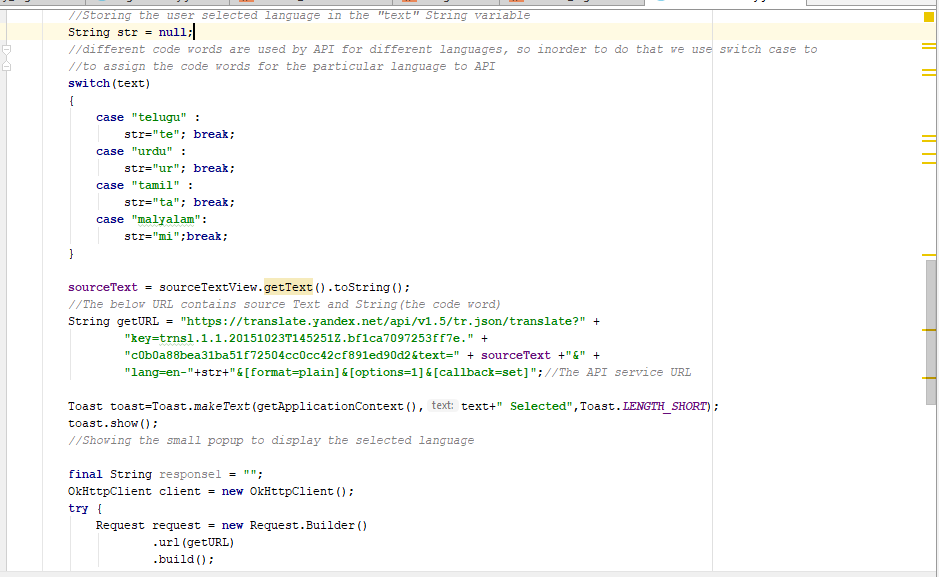 //Storing the user selected language in the "text" String variable
String str = null;
//different code words are used by API for different languages, so inorder to do that we use switch case to
//to assign the code words for the particular language to API
switch(text)
{
case "telugu" :
str="te"; break;
case "urdu" :
str="ur"; break;
case "tamil" :
str="ta"; break;
case "malyalam":
str="mi";break;
}
sourceText = sourceTextView.getText().toString();
//The below URL contains source Text and String(the code word)
String getURL = "https://translate.yandex.net/api/v1.5/tr.json/translate?" +
"key=trnsl.1.1.20151023T145251Z.bf1ca7097253ff7e." +
"c0b0a88bea31ba51f72504cc0cc42cf891ed90d2&text=" + sourceText +"&" +
"lang=en-"+str+"&[format=plain]&[options=1]&[callback=set]";//The API service URL
Toast toast=Toast.makeText(getApplicationContext(), text: text+" Selected",Toast.LENGTH_SHORT);
toast.show();
//Showing the small popup to display the selected language
final String response1 = "";
OkHttpClient client = new OkHttpClient();
try {
Request request = new Request.Builder()
.url(getURL)
.build();